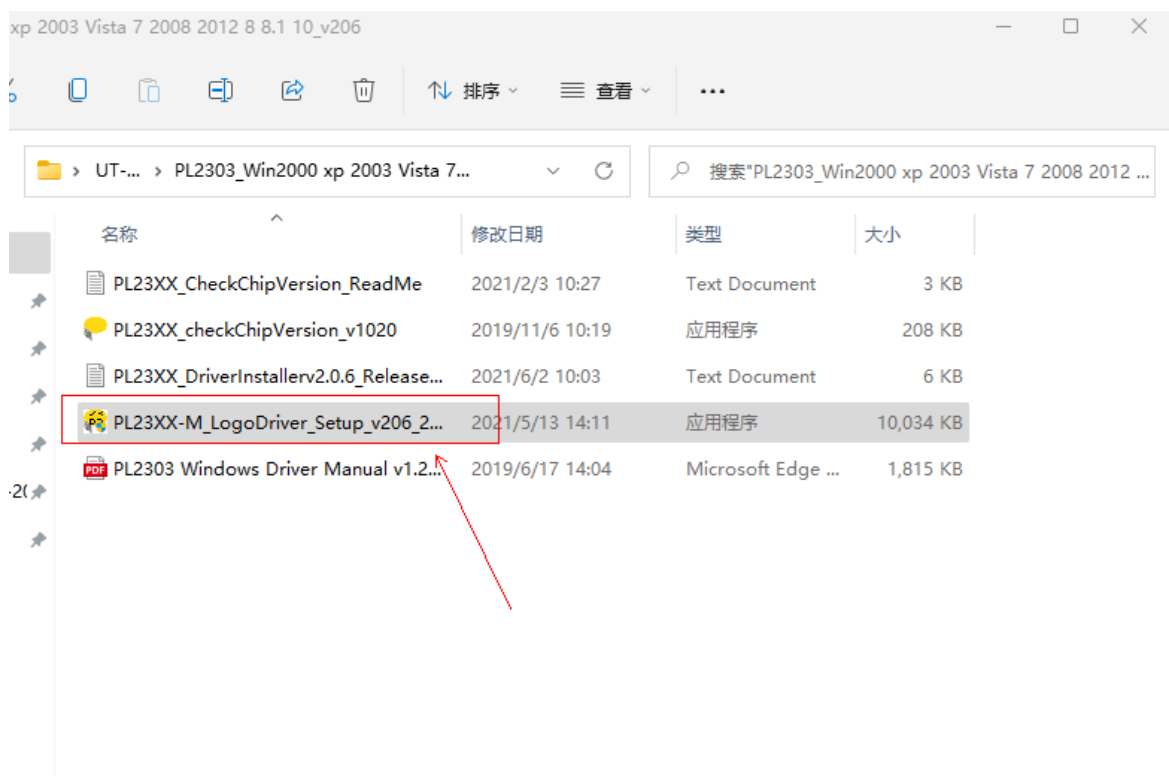 xp 2003 Vista 7 2008 2012 8 8.1 10_v206
排序 查看 ...
UT-... > PL2303_Win2000 xp 2003 Vista 7... 搜索"PL2303_Win2000 xp 2003 Vista 7 2008 2012 ...
名称 修改日期 类型 大小
PL23XX_CheckChipVersion_ReadMe 2021/2/3 10:27 Text Document 3 KB
PL23XX_checkChipVersion_v1020 2019/11/6 10:19 应用程序 208 KB
PL23XX_DriverInstallerv2.0.6_Release... 2021/6/2 10:03 Text Document 6 KB
PL23XX-M_LogoDriver_Setup_v206_2... 2021/5/13 14:11 应用程序 10,034 KB
PDF PL2303 Windows Driver Manual v1.2... 2019/6/17 14:04 Microsoft Edge ... 1,815 KB